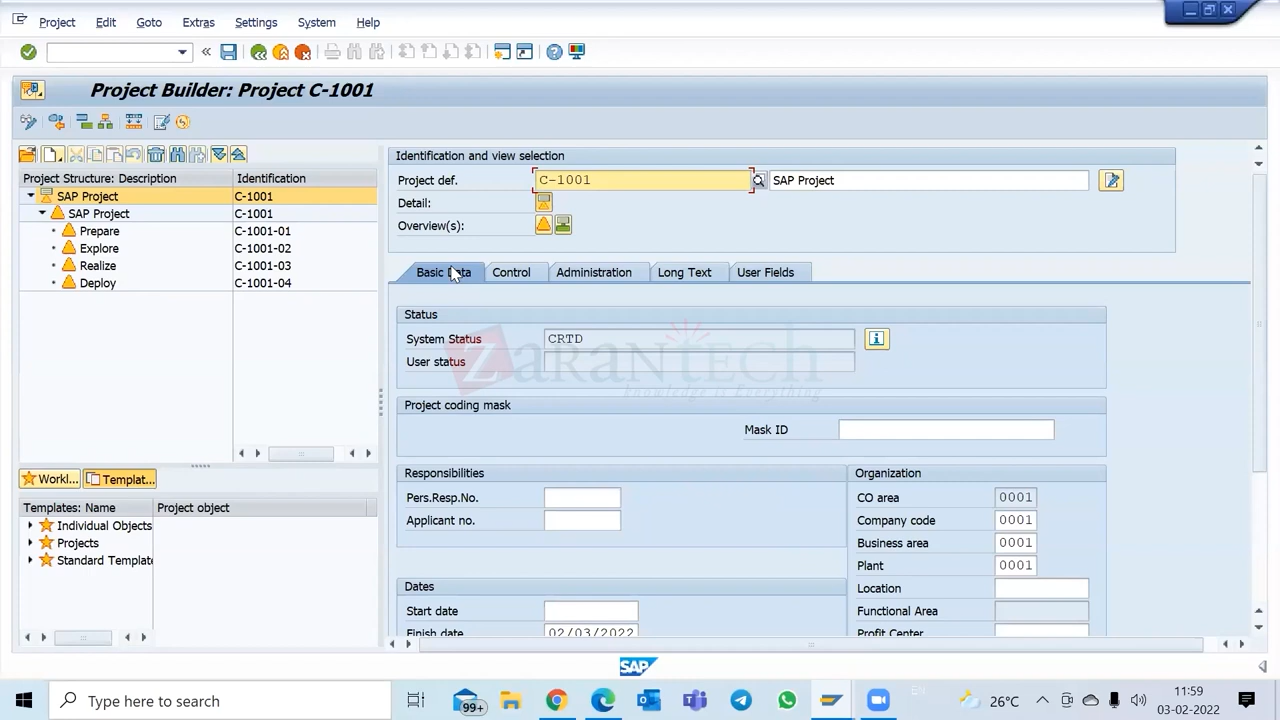 Project Edit Goto Extras Settings System Help
Project Builder: Project C-1001
Project Structure: Description Identification
SAP Project C-1001
SAP Project C-1001
Prepare C-1001-01
Explore C-1001-02
Realize C-1001-03
Deploy C-1001-04
Workl... Templat...
Templates: Name Project object
Individual Objects
Projects
Standard Template
Identification and view selection
Project def. C-1001 SAP Project
Detail:
Overview(s):
Basic Data Control Administration Long Text User Fields
Status
System Status CRTD
User status
zarantech
Knowledge is Everything
Project coding mask
Mask ID
Responsibilities
Pers.Resp.No.
Applicant no.
Organization
CO area 0001
Company code 0001
Business area 0001
Plant 0001
Location
Functional Area
Profit Center
Dates
Start date
Finish date 02/03/2022
SAP
Type here to search
99+
26°C
11:59
03-02-2022